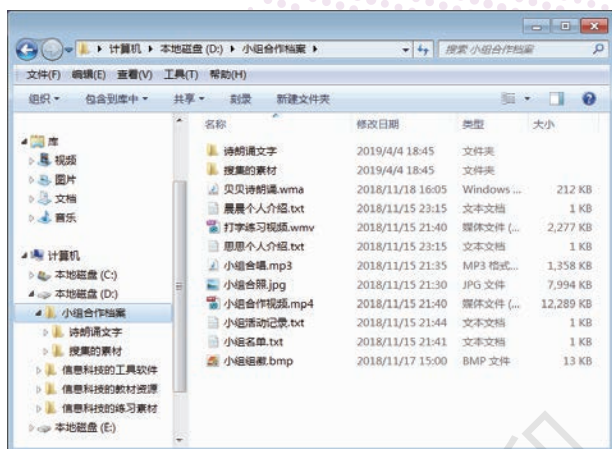 计算机 ▸ 本地磁盘 (D:) ▸ 小组合作档案 ▸ 搜索 小组合作档案
文件(F) 编辑(E) 查看(V) 工具(T) 帮助(H)
组织 包含到库中 共享 刻录 新建文件夹
名称 修改日期 类型 大小
库
视频
图片
文档
音乐
计算机
本地磁盘 (C:)
本地磁盘 (D:)
小组合作档案
诗朗诵文字
搜集的素材
信息科技的工具软件
信息科技的教材资源
信息科技的练习素材
本地磁盘 (E:)
诗朗诵文字 2019/4/4 18:45 文件夹
搜集的素材 2019/4/4 18:45 文件夹
贝贝诗朗诵.wma 2018/11/18 16:05 Windows ... 212 KB
晨晨个人介绍.txt 2018/11/15 23:15 文本文档 1 KB
打字练习视频.wmv 2018/11/15 21:40 媒体文件 (... 2,277 KB
思思个人介绍.txt 2018/11/15 23:15 文本文档 1 KB
小组合唱.mp3 2018/11/15 21:35 MP3 格式... 1,358 KB
小组合照.jpg 2018/11/15 21:30 JPG 文件 7,994 KB
小组合作视频.mp4 2018/11/15 21:40 媒体文件 (... 12,289 KB
小组活动记录.txt 2018/11/15 21:44 文本文档 1 KB
小组名单.txt 2018/11/15 21:41 文本文档 1 KB
小组组徽.bmp 2018/11/17 15:00 BMP 文件 13 KB